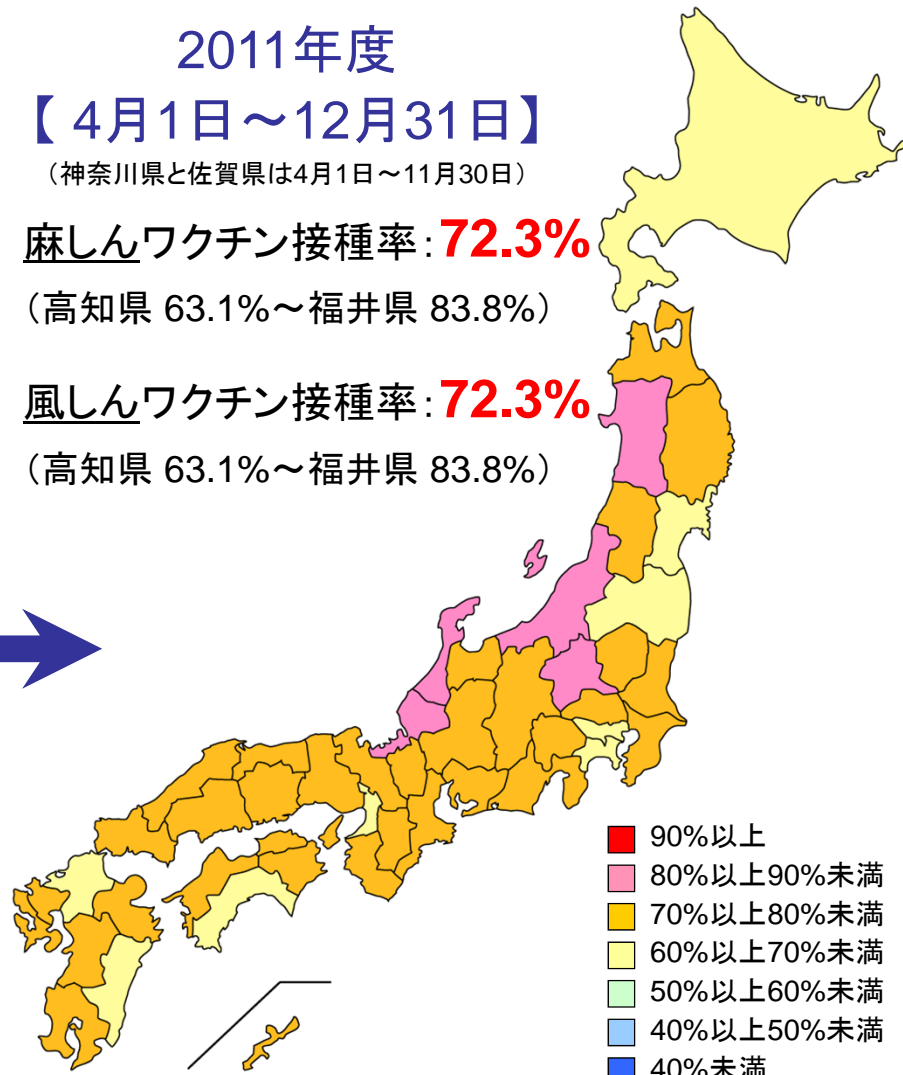 2011年度
【 4月1日～12月31日】
（神奈川県と佐賀県は4月1日～11月30日）
麻しんワクチン接種率：72.3%
（高知県 63.1%～福井県 83.8%）
風しんワクチン接種率：72.3%
（高知県 63.1%～福井県 83.8%）
90%以上
80%以上90%未満
70%以上80%未満
60%以上70%未満
50%以上60%未満
40%以上50%未満
40%未満